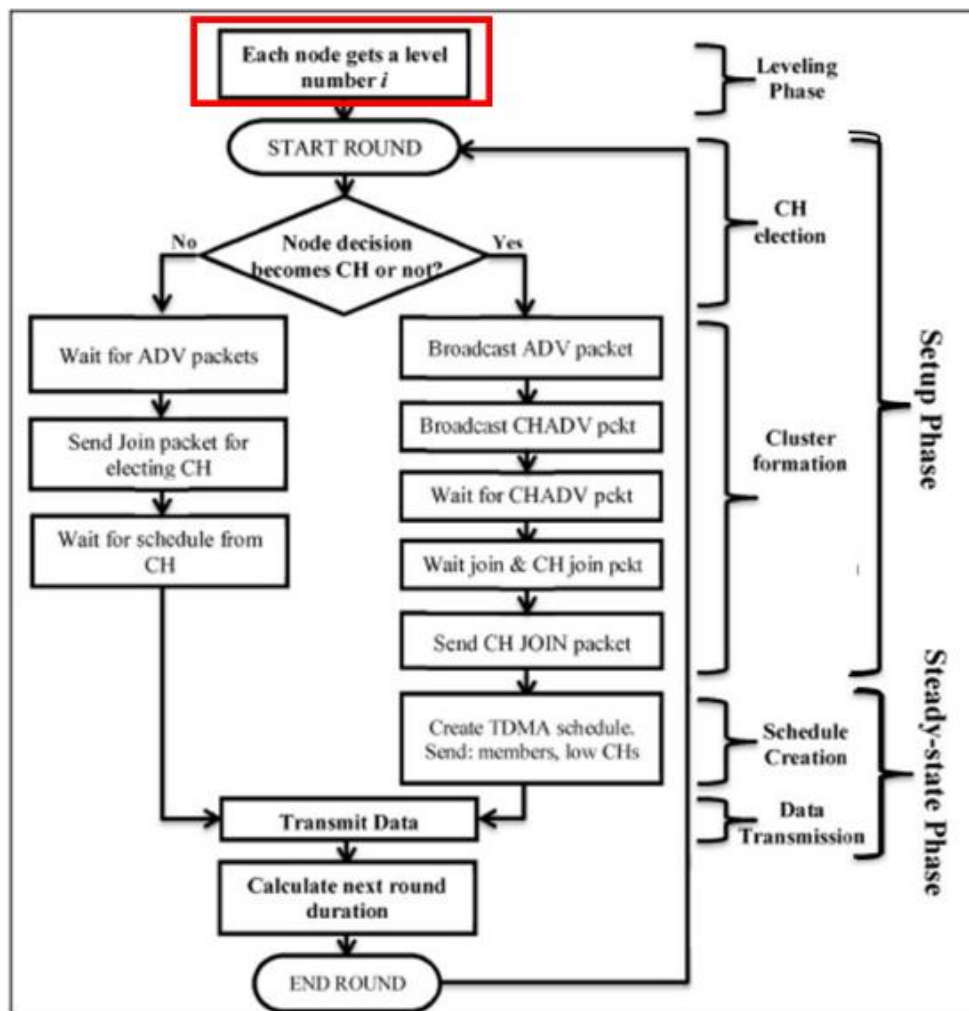 Each node gets a level
number i
Leveling
Phase
START ROUND
CH
election
No
Node decision
becomes CH or not?
Yes
Wait for ADV packets
Send Join packet for
electing CH
Wait for schedule from
CH
Broadcast ADV packet
Broadcast CHADV pckt
Wait for CHADV pckt
Wait join & CH join pckt
Send CH JOIN packet
Create TDMA schedule.
Send: members, low CHs
Cluster
formation
Setup Phase
Schedule
Creation
Transmit Data
Data
Transmission
Steady-state Phase
Calculate next round
duration
END ROUND